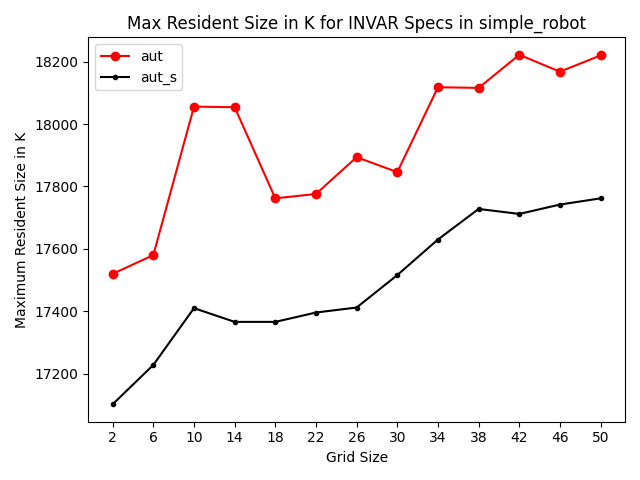 Max Resident Size in K for INVAR Specs in simple_robot
aut
aut_s
Maximum Resident Size in K
18200
18000
17800
17600
17400
17200
2 6 10 14 18 22 26 30 34 38 42 46 50
Grid Size